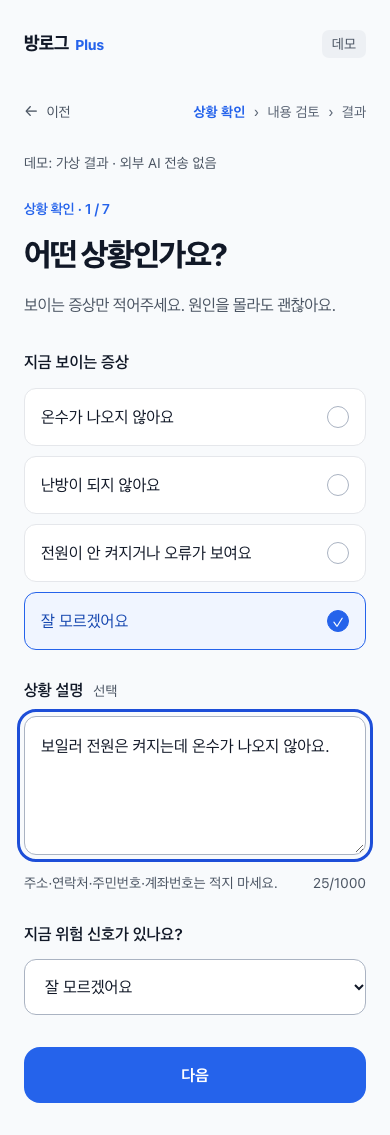 방로그 Plus
데모
← 이전
상황 확인 › 내용 검토 › 결과
데모: 가상 결과 · 외부 AI 전송 없음
상황 확인 · 1 / 7
어떤 상황인가요?
보이는 증상만 적어주세요. 원인을 몰라도 괜찮아요.
지금 보이는 증상
온수가 나오지 않아요
난방이 되지 않아요
전원이 안 켜지거나 오류가 보여요
잘 모르겠어요
상황 설명 선택
보일러 전원은 켜지는데 온수가 나오지 않아요.
주소·연락처·주민번호·계좌번호는 적지 마세요.
25/1000
지금 위험 신호가 있나요?
잘 모르겠어요
다음